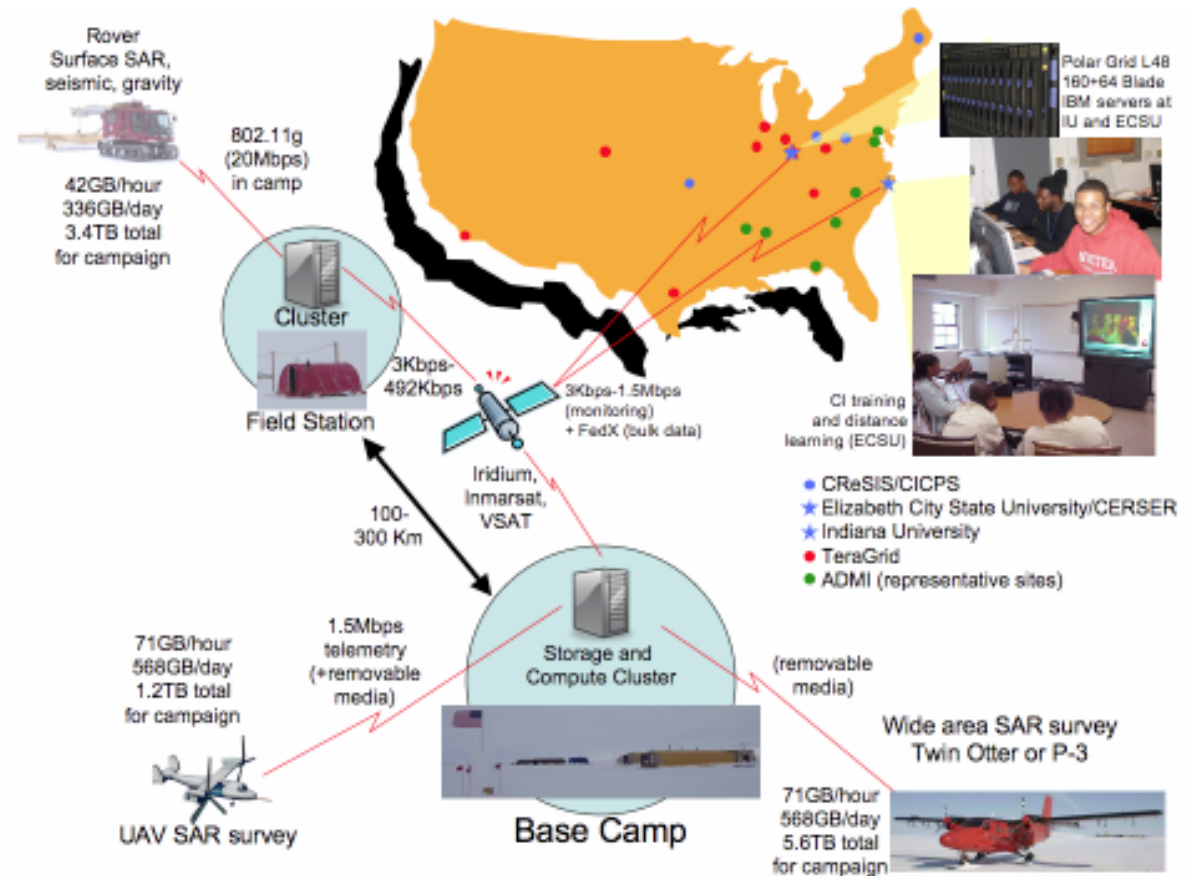 Rover
Surface SAR,
seismic, gravity
42GB/hour
336GB/day
3.4TB total
for campaign
802.11g
(20Mbps)
in camp
Cluster
Field Station
3Kbps-
492Kbps
3Kbps-1.5Mbps
(monitoring)
+ FedX (bulk data)
Iridium,
Inmarsat,
VSAT
100-
300 Km
Polar Grid L48
160+64 Blade
IBM servers at
IU and ECSU
CI training
and distance
learning (ECSU)
CReSIS/CICPS
Elizabeth City State University/CERSER
Indiana University
TeraGrid
ADMI (representative sites)
71GB/hour
568GB/day
1.2TB total
for campaign
UAV SAR survey
1.5Mbps
telemetry
(+removable
media)
Storage and
Compute Cluster
Base Camp
(removable
media)
Wide area SAR survey
Twin Otter or P-3
71GB/hour
568GB/day
5.6TB total
for campaign